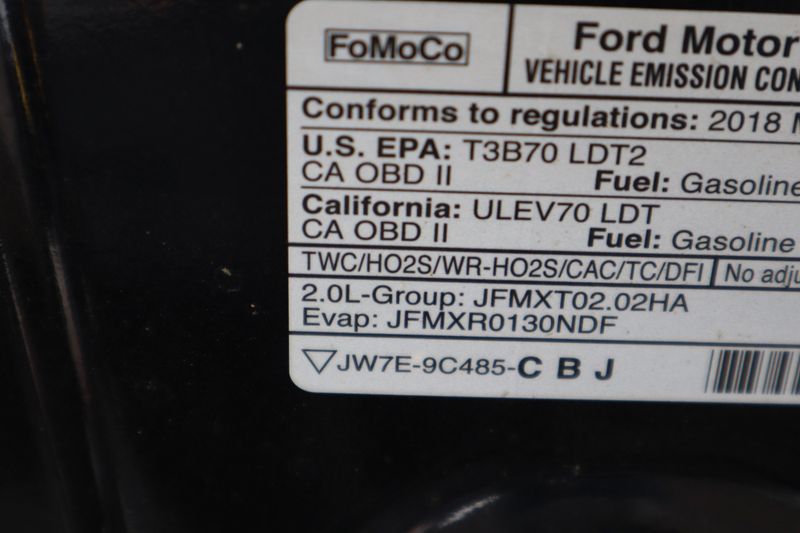 FoMoCo
Ford Motor
VEHICLE EMISSION CON
Conforms to regulations: 2018 M
U.S. EPA: T3B70 LDT2
CA OBD II Fuel: Gasoline
California: ULEV70 LDT
CA OBD II Fuel: Gasoline
TWC/HO2S/WR-HO2S/CAC/TC/DFI No adju
2.0L-Group: JFMXT02.02HA
Evap: JFMXR0130NDF
JW7E-9C485-C B J